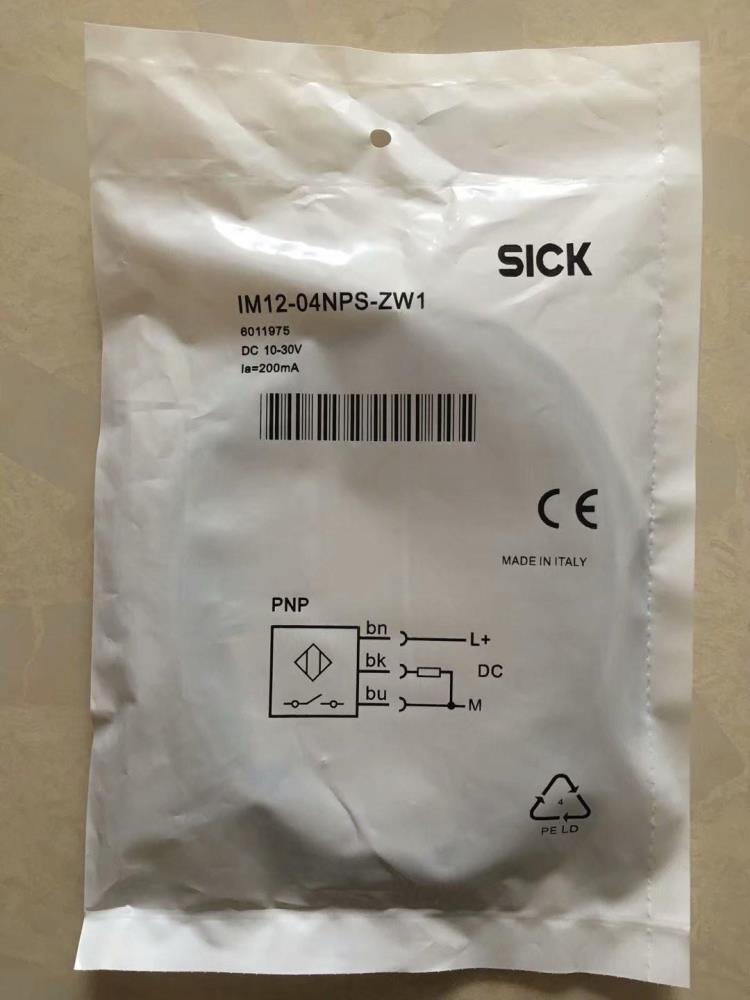 SICK
IM12-04NPS-ZW1
6011975
DC 10-30V
Ia=200mA
CE
MADE IN ITALY
PNP
bn
L+
bk
DC
bu
M
4
PE LD